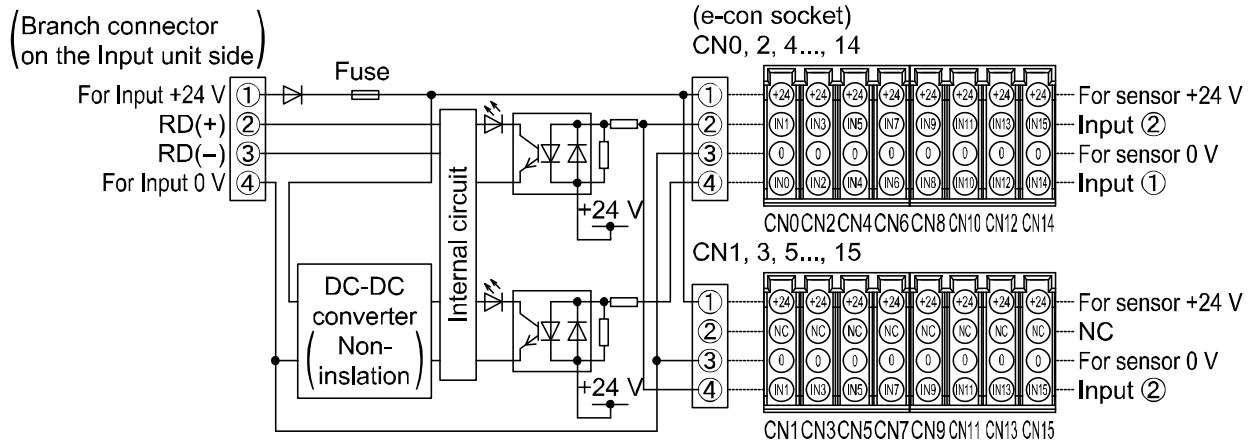 (Branch connector
on the Input unit side)
For Input +24 V ①
RD(+) ②
RD(−) ③
For Input 0 V ④
Fuse
Internal circuit
DC-DC
converter
(Non-
inslation)
+24 V
+24 V
(e-con socket)
CN0, 2, 4..., 14
① +24 +24 +24 +24 +24 +24 +24 +24 For sensor +24 V
② IN1 IN3 IN5 IN7 IN9 IN11 IN13 IN15 Input ②
③ 0 0 0 0 0 0 0 0 For sensor 0 V
④ IN0 IN2 IN4 IN6 IN8 IN10 IN12 IN14 Input ①
CN0 CN2 CN4 CN6 CN8 CN10 CN12 CN14
CN1, 3, 5..., 15
① +24 +24 +24 +24 +24 +24 +24 +24 For sensor +24 V
② NC NC NC NC NC NC NC NC NC
③ 0 0 0 0 0 0 0 0 For sensor 0 V
④ IN1 IN3 IN5 IN7 IN9 IN11 IN13 IN15 Input ②
CN1 CN3 CN5 CN7 CN9 CN11 CN13 CN15